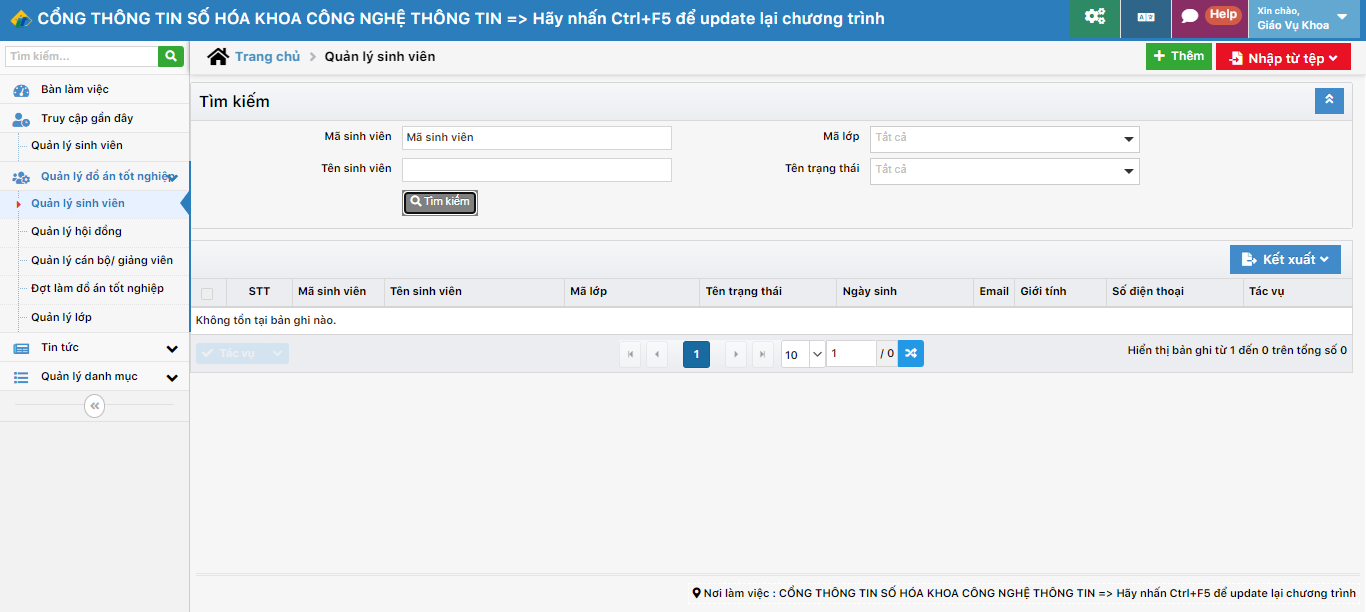 CỔNG THÔNG TIN SỐ HÓA KHOA CÔNG NGHỆ THÔNG TIN => Hãy nhấn Ctrl+F5 để update lại chương trình
Help
Xin chào,
Giáo Vụ Khoa
Tìm kiếm...
Trang chủ > Quản lý sinh viên
Thêm
Nhập từ tệp
Bàn làm việc
Truy cập gần đây
Quản lý sinh viên
Quản lý đồ án tốt nghiệp
Quản lý sinh viên
Quản lý hội đồng
Quản lý cán bộ/ giảng viên
Đợt làm đồ án tốt nghiệp
Quản lý lớp
Tin tức
Quản lý danh mục
Tìm kiếm
Mã sinh viên Mã sinh viên Mã lớp Tất cả
Tên sinh viên Tên trạng thái Tất cả
Tìm kiếm
Kết xuất
STT Mã sinh viên Tên sinh viên Mã lớp Tên trạng thái Ngày sinh Email Giới tính Số điện thoại Tác vụ
Không tồn tại bản ghi nào.
Tác vụ 1 10 1 / 0 Hiển thị bản ghi từ 1 đến 0 trên tổng số 0
Nơi làm việc : CỔNG THÔNG TIN SỐ HÓA KHOA CÔNG NGHỆ THÔNG TIN => Hãy nhấn Ctrl+F5 để update lại chương trình